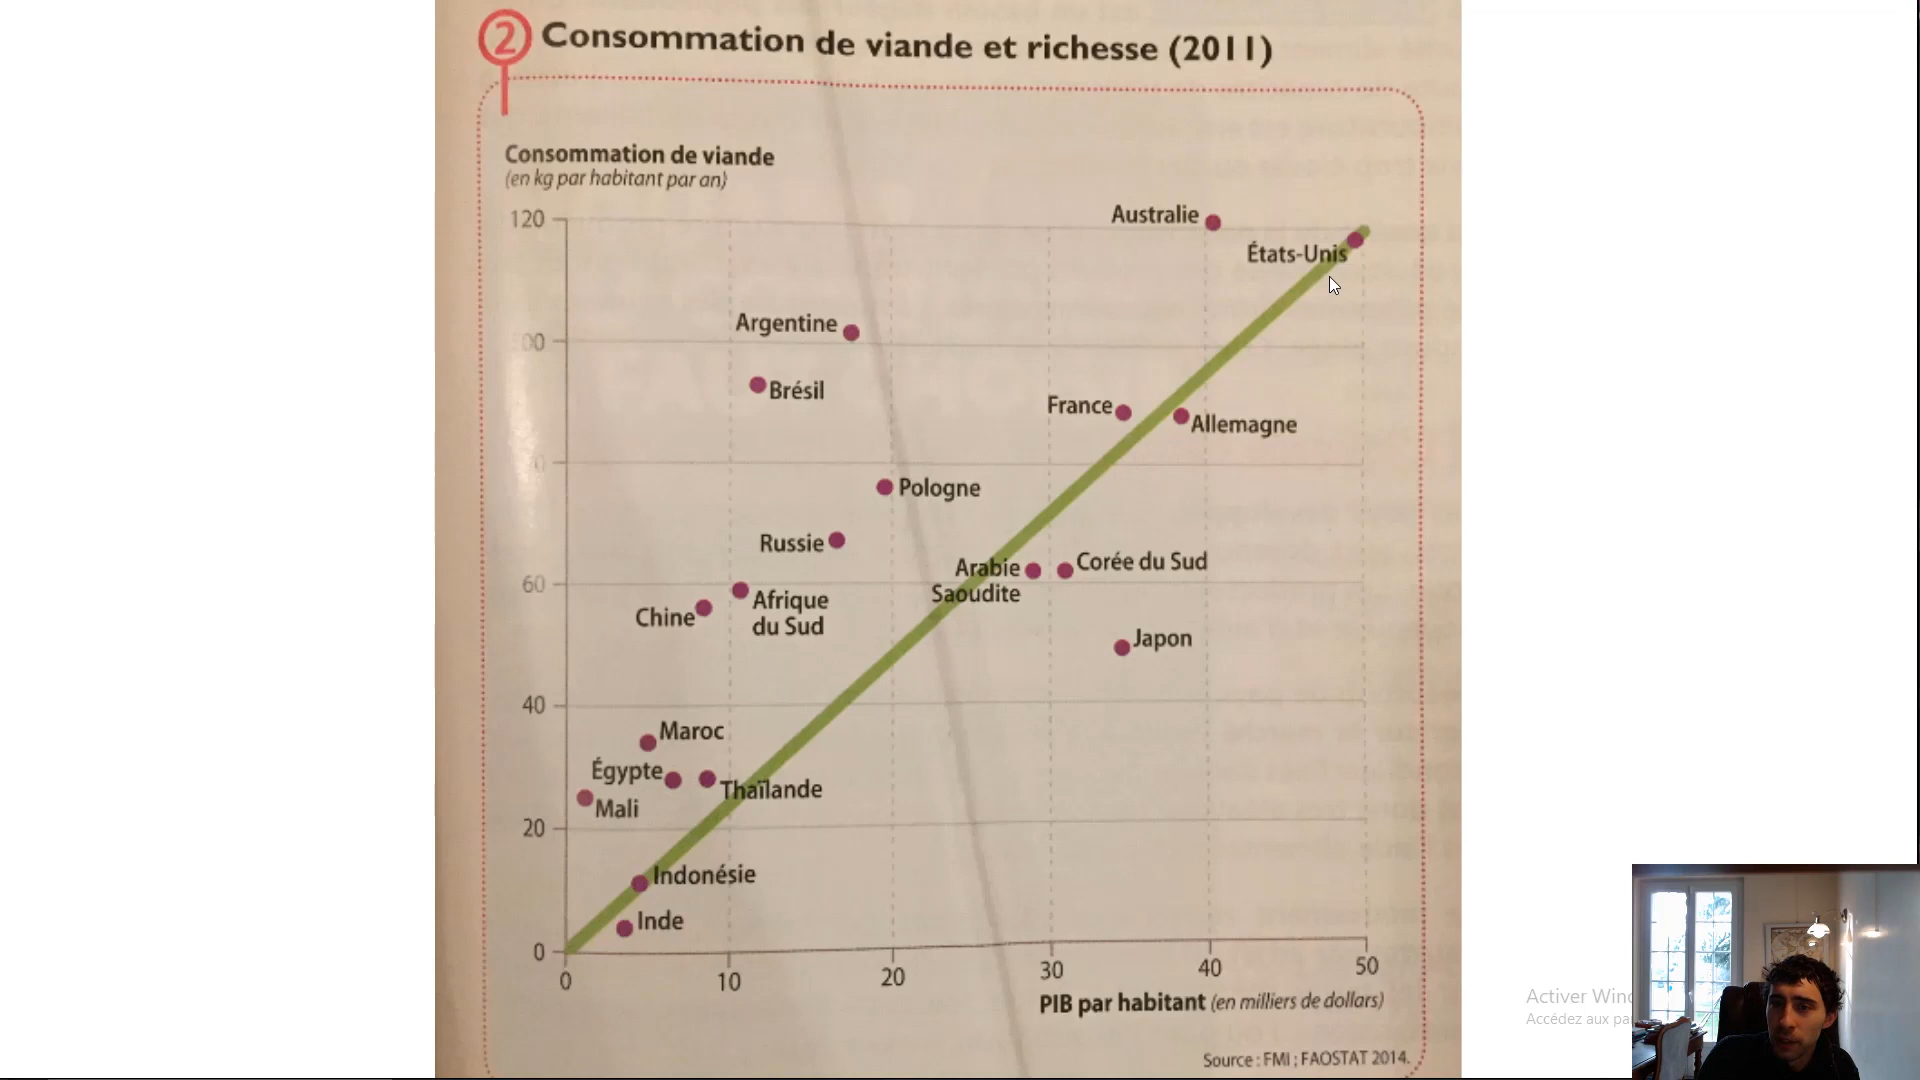 2 Consommation de viande et richesse (2011)
Consommation de viande
(en kg par habitant par an)
120
Australie
États-Unis
Argentine
00
Brésil
France
Allemagne
0
Pologne
Russie
Arabie
Saoudite
Corée du Sud
60
Chine
Afrique
du Sud
Japon
40
Maroc
Égypte
Thaïlande
Mali
20
Indonésie
Inde
0
0 10 20 30 40 50
PIB par habitant (en milliers de dollars)
Source : FMI ; FAOSTAT 2014.
Activer
Accédez aux